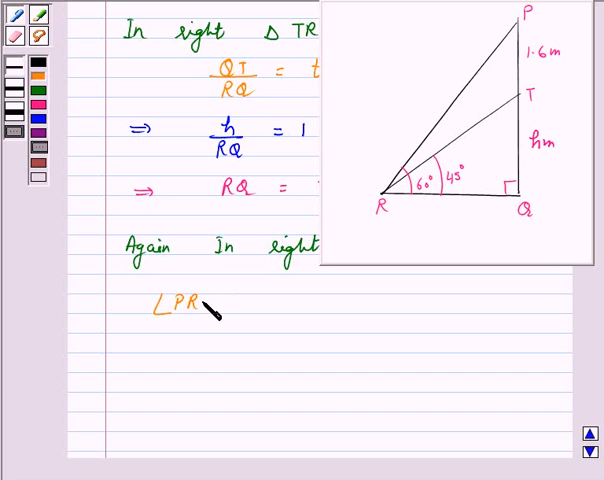 In right Δ TR
QT/RQ = t
⇒ h/RQ = 1
⇒ RQ =
Again In right
∠PR
P
1.6m
T
hm
60° 45°
R
Q